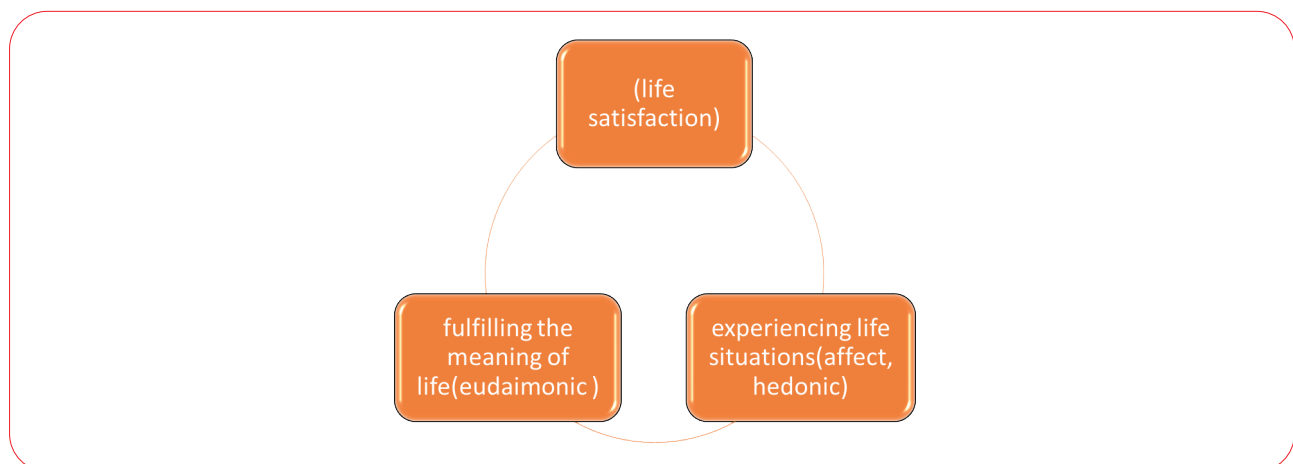 (life
satisfaction)
fulfilling the
meaning of
life(eudaimonic )
experiencing life
situations(affect,
hedonic)